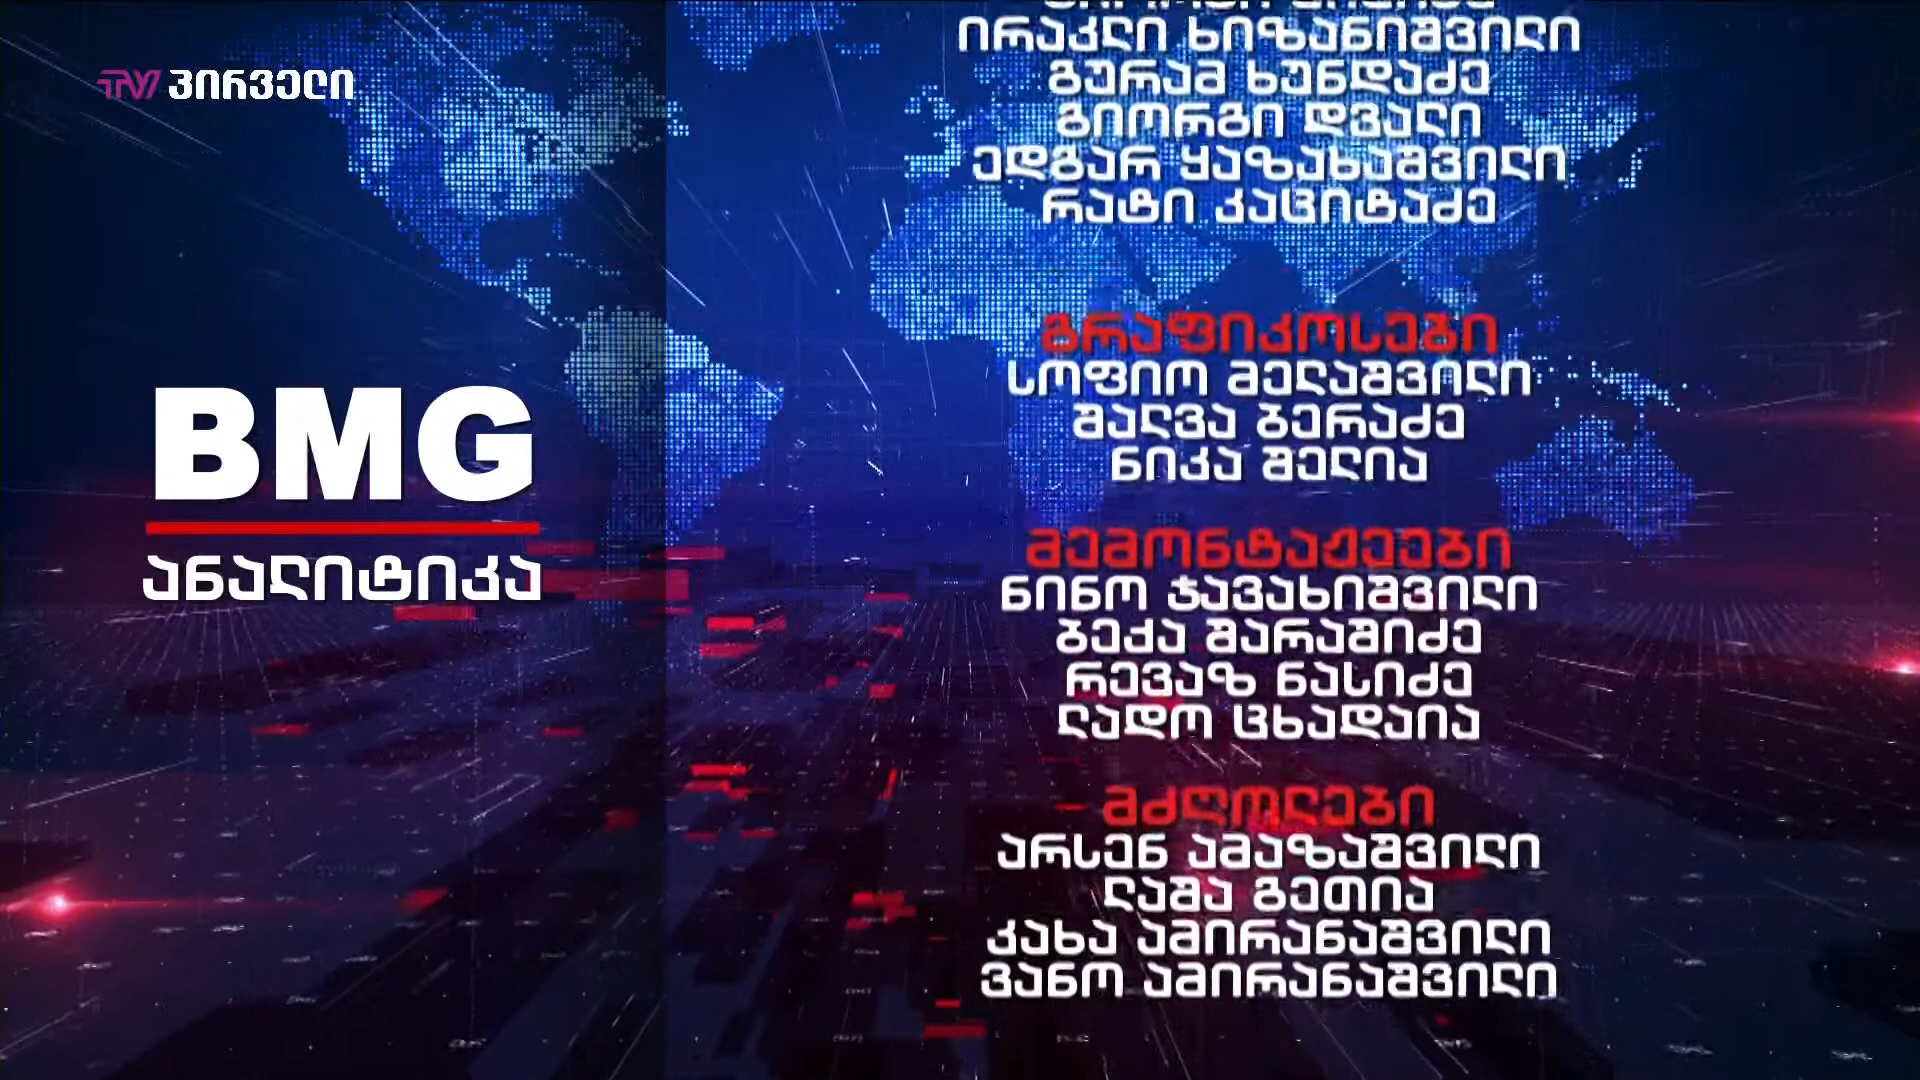 TV პირველი
BMG
ანალიტიკა
ირაკლი ხიზანიშვილი
გურამ ხუნდაძე
გიორგი დვალი
ედგარ ყაზახაშვილი
რატი კაციტაძე
გრაფიკოსები
სოფიო მელაშვილი
შალვა ბერაძე
ნიკა შელია
მემონტაჟეები
ნინო ჯავახიშვილი
ბექა შარაშიძე
რევაზ ნასიძე
ლადო ცხადაია
მძღოლები
არსენ ამაზაშვილი
ლაშა გეთია
კახა ამირანაშვილი
ვანო ამირანაშვილი